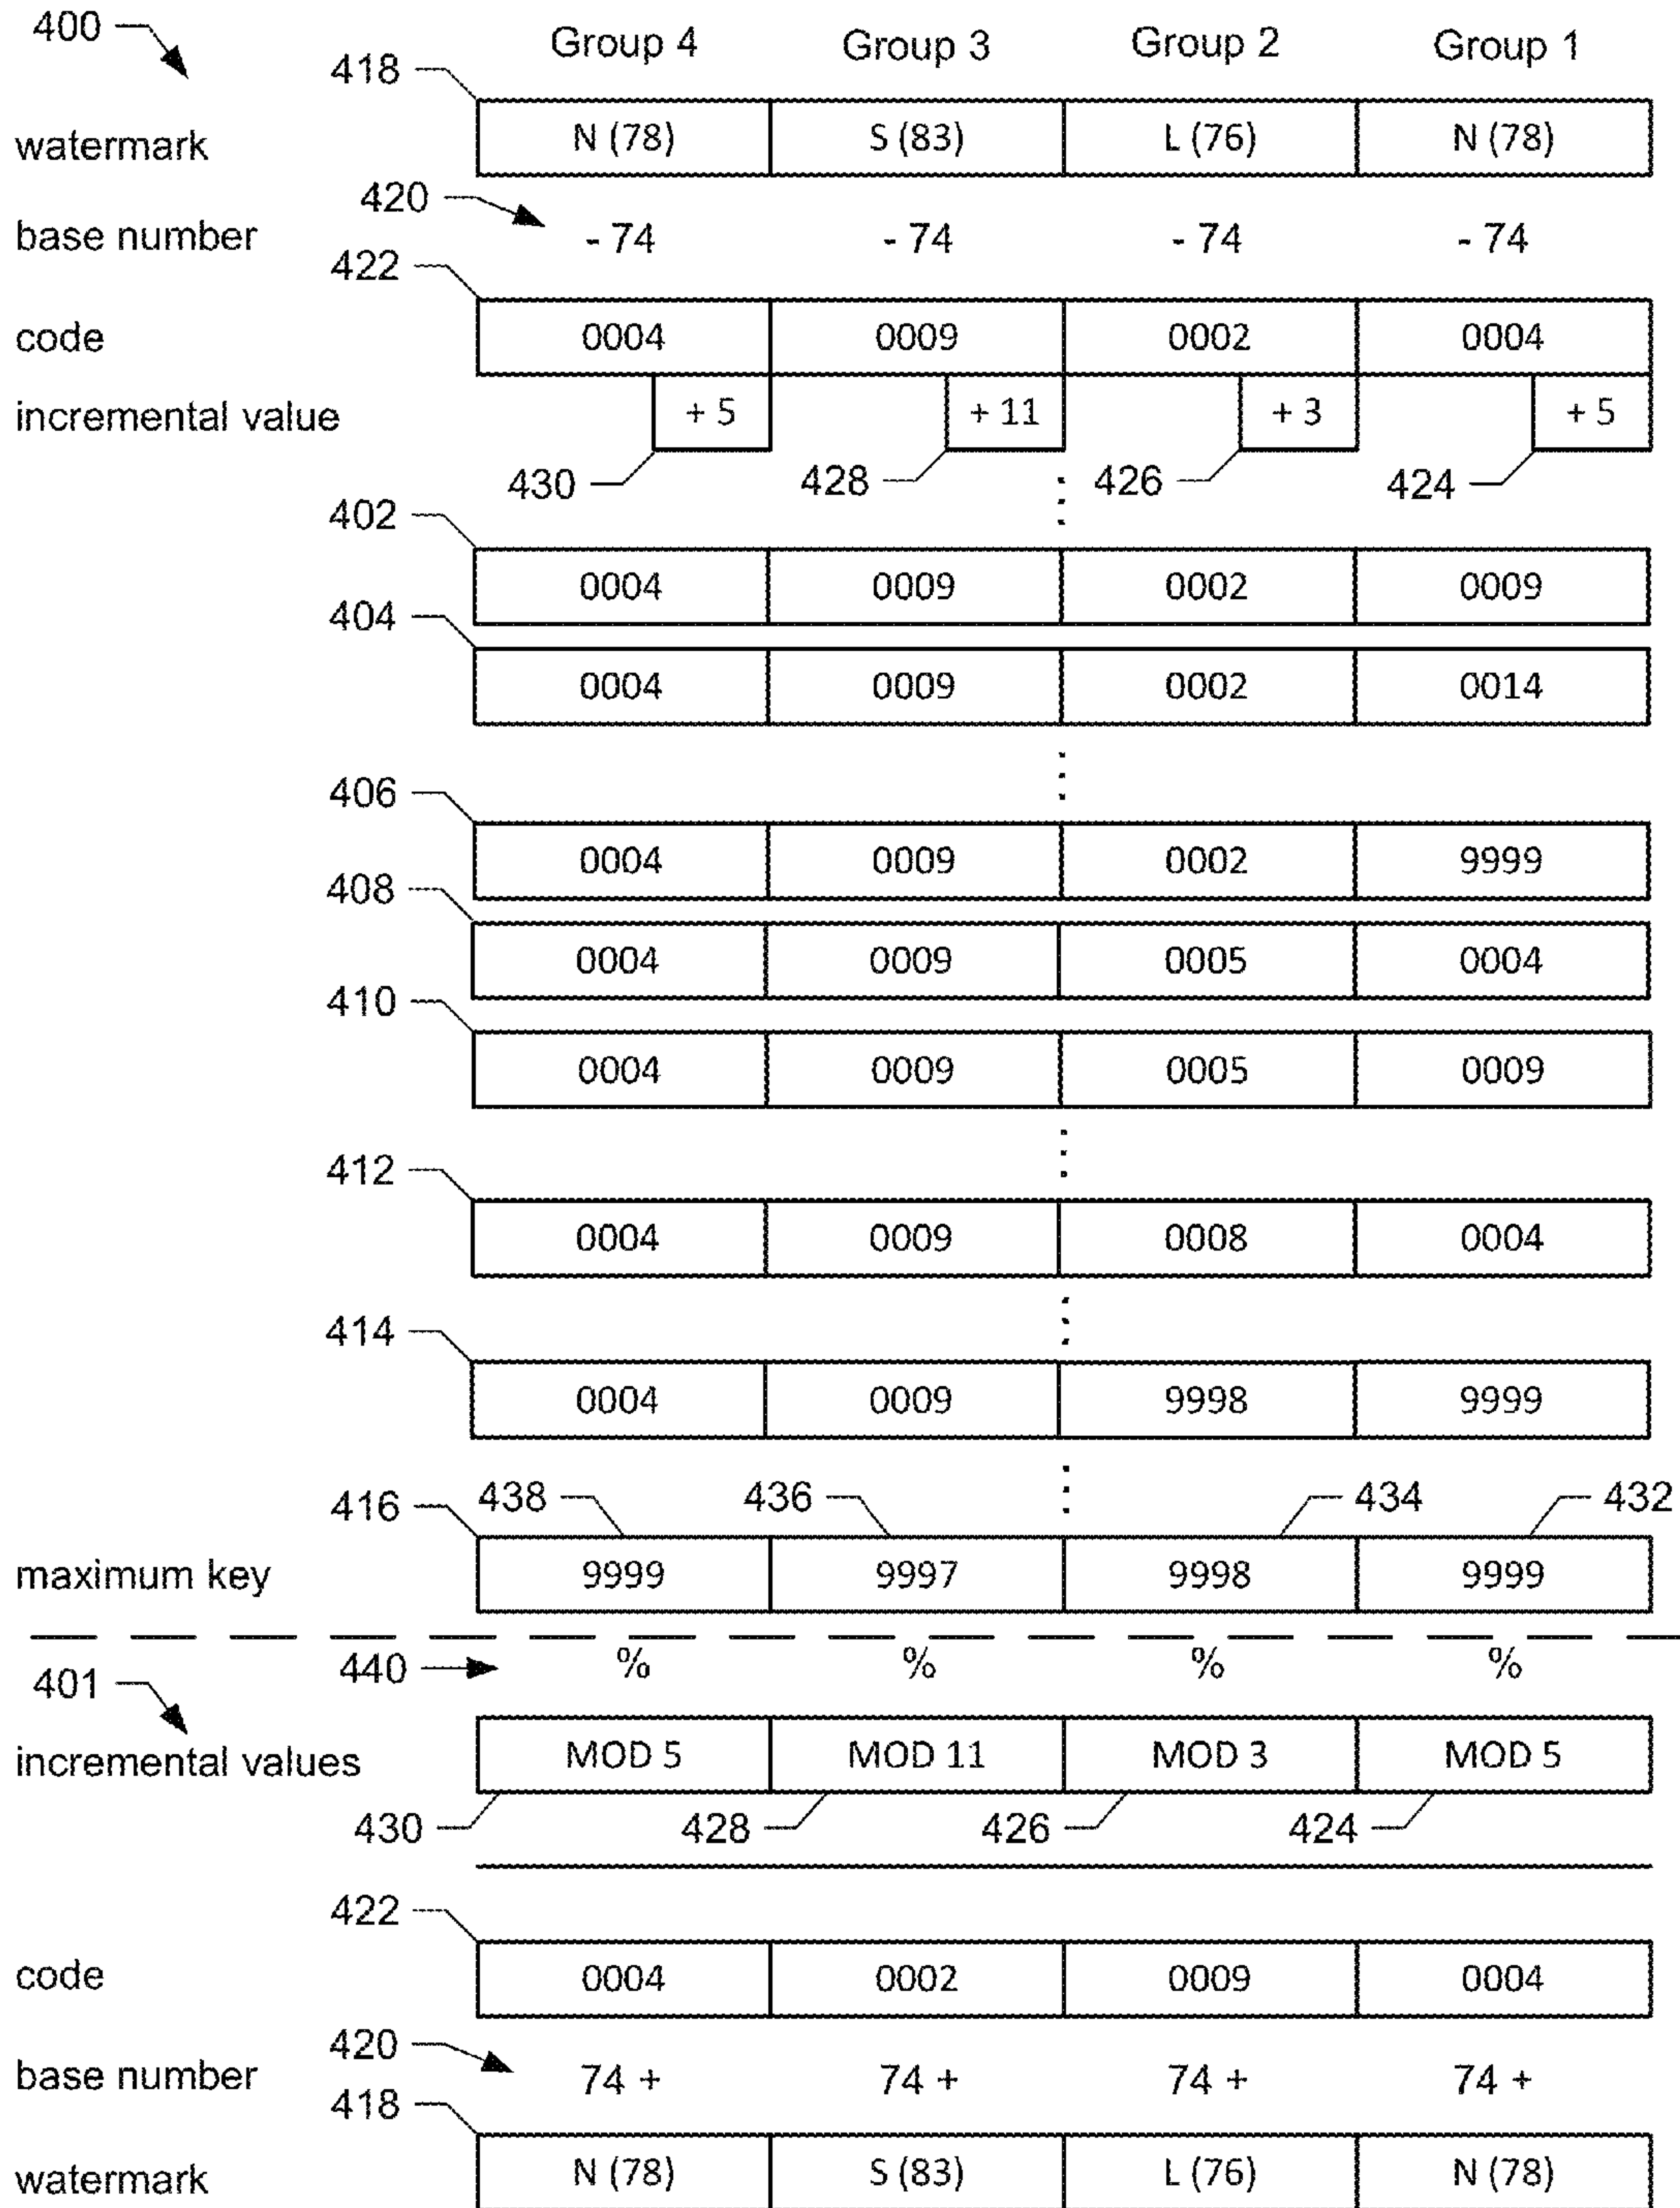 400
Group 4 Group 3 Group 2 Group 1
418
watermark N (78) S (83) L (76) N (78)
420
base number - 74 - 74 - 74 - 74
422
code 0004 0009 0002 0004
incremental value + 5 + 11 + 3 + 5
430 428 426 424
402
0004 0009 0002 0009
404
0004 0009 0002 0014
406
0004 0009 0002 9999
408
0004 0009 0005 0004
410
0004 0009 0005 0009
412
0004 0009 0008 0004
414
0004 0009 9998 9999
416 438 436 434 432
maximum key 9999 9997 9998 9999
440 % % % %
401
incremental values MOD 5 MOD 11 MOD 3 MOD 5
430 428 426 424
422
code 0004 0002 0009 0004
420
base number 74 + 74 + 74 + 74 +
418
watermark N (78) S (83) L (76) N (78)